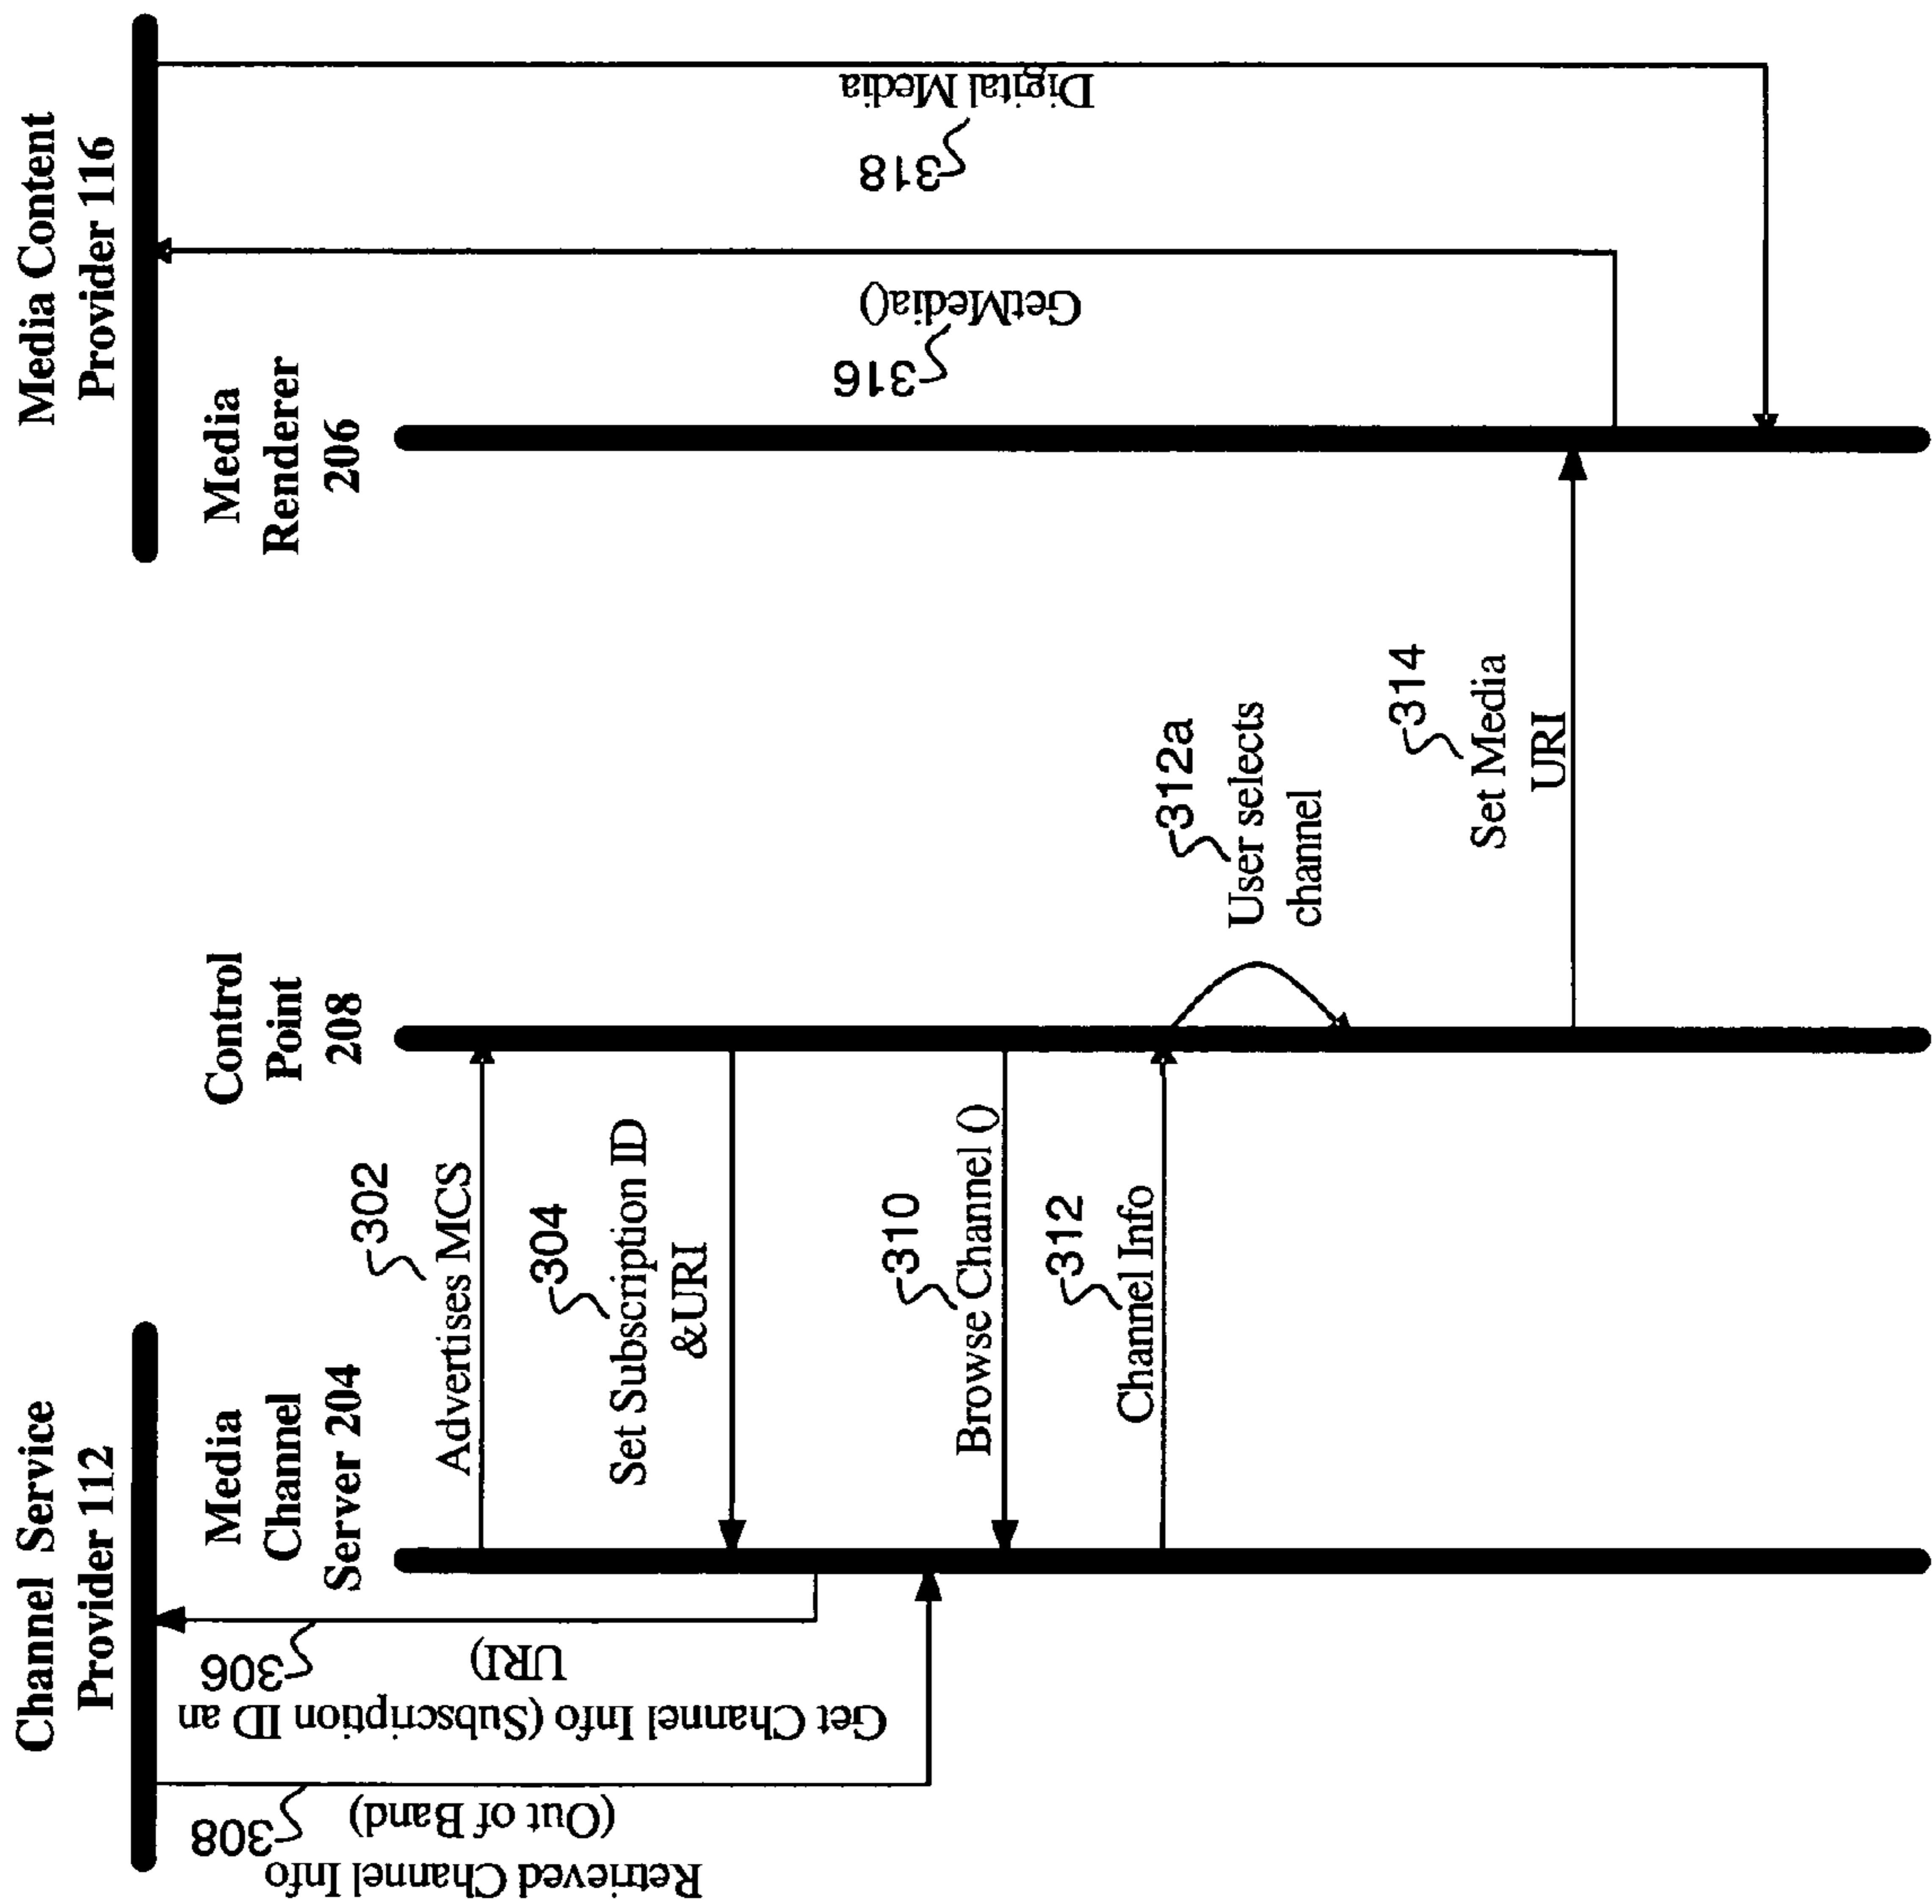 Channel Service
Provider 112
Media
Channel
Server 204
Control
Point
208
Media
Renderer
206
Media Content
Provider 116
302
Advertises MCS
304
Set Subscription ID
&URI
306
Get Channel Info (Subscription ID an
URI)
308
Retrieved Channel Info
(Out of Band)
310
Browse Channel ()
312
Channel Info
312a
User selects
channel
314
Set Media
URI
316
GetMedia()
318
Digital Media